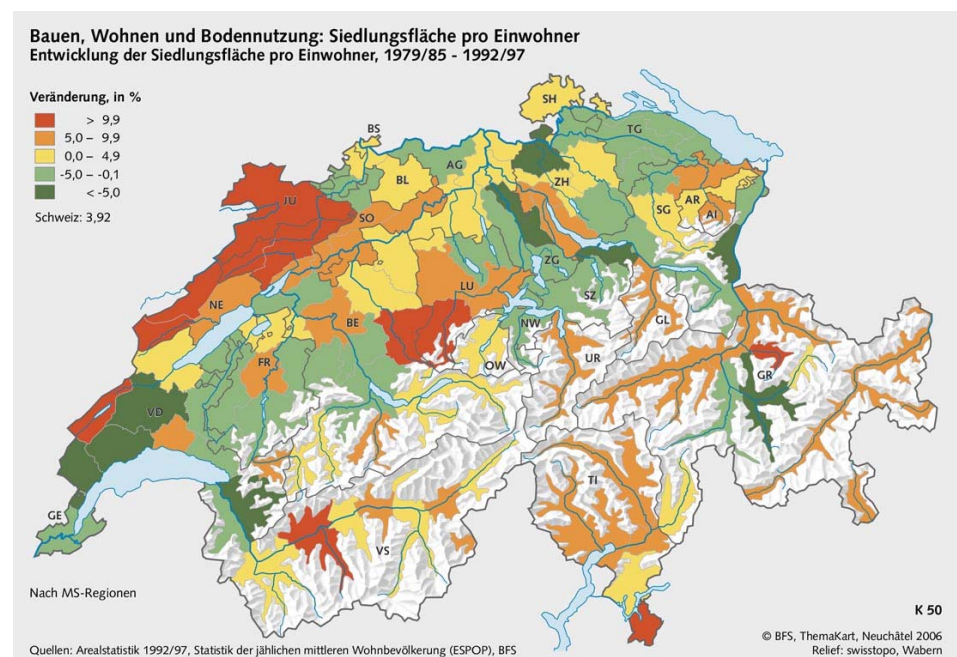 Bauen, Wohnen und Bodennutzung: Siedlungsfläche pro Einwohner
Entwicklung der Siedlungsfläche pro Einwohner, 1979/85 - 1992/97
Veränderung, in %
> 9,9
5,0 – 9,9
0,0 – 4,9
-5,0 – -0,1
< -5,0
Schweiz: 3,92
SH
BS
TG
AG
BL
ZH
JU
SO
SG
AR
AI
ZG
LU
SZ
NE
BE
NW
GL
OW
UR
FR
GR
VD
TI
GE
VS
Nach MS-Regionen
K 50
© BFS, ThemaKart, Neuchâtel 2006
Quellen: Arealstatistik 1992/97, Statistik der jählichen mittleren Wohnbevölkerung (ESPOP), BFS
Relief: swisstopo, Wabern